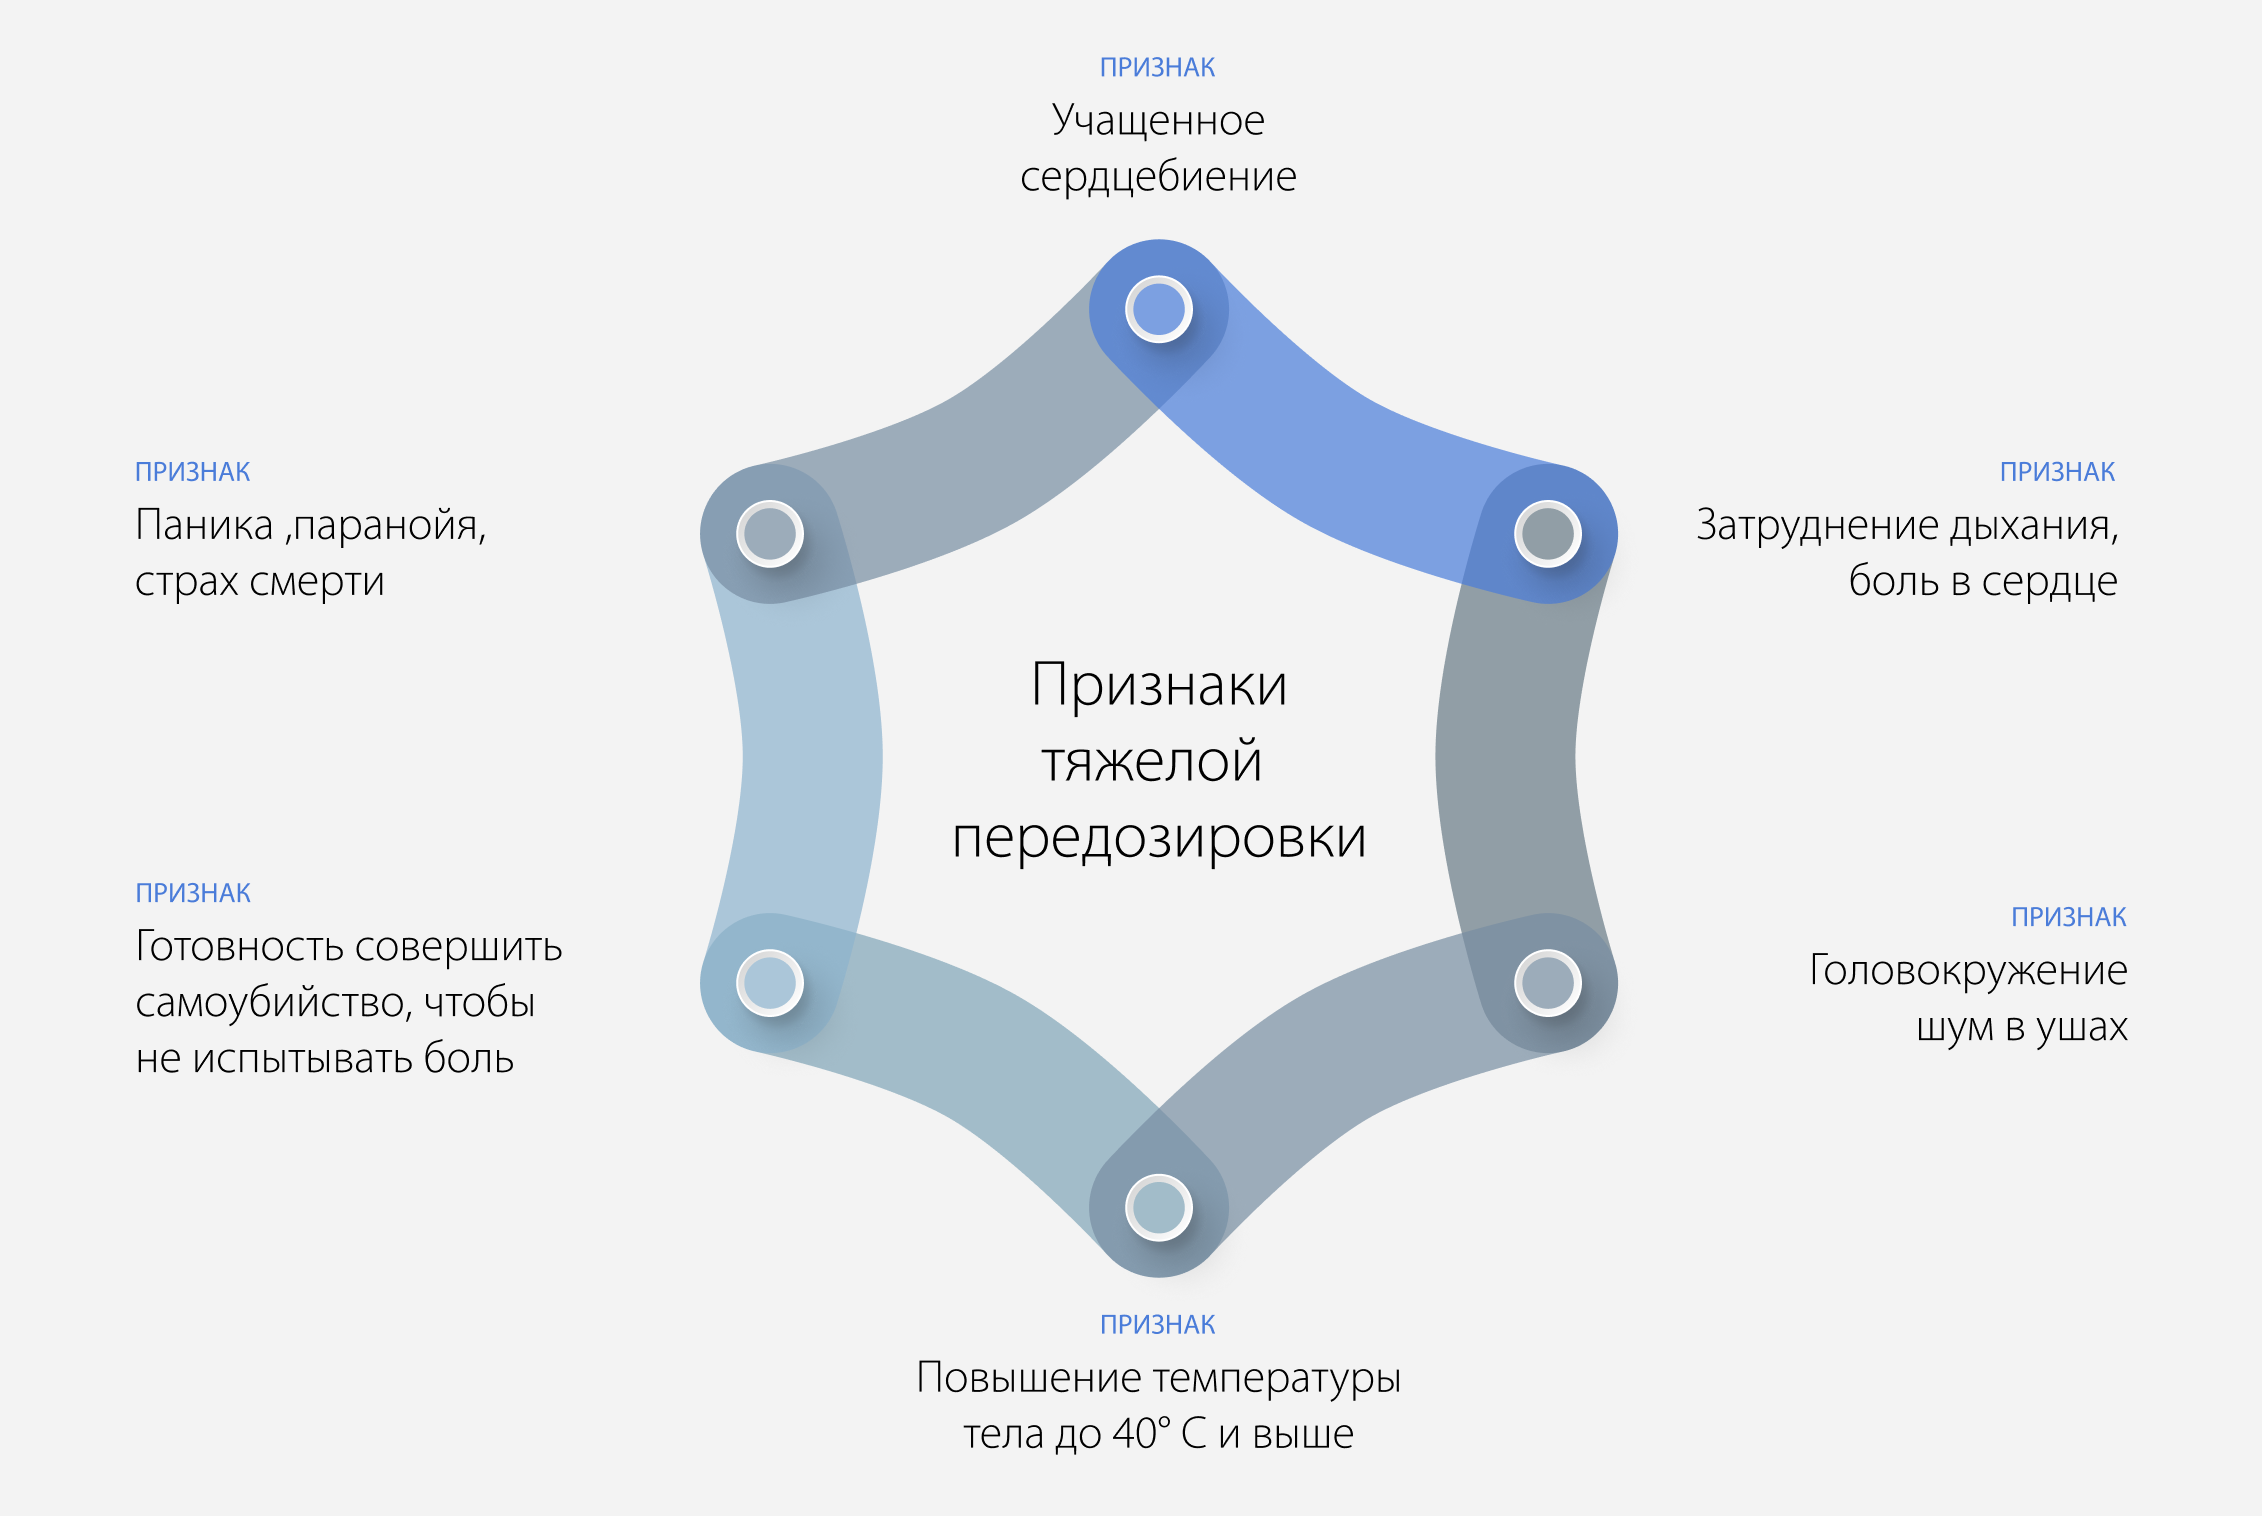 ПРИЗНАК
Учащенное
сердцебиение
ПРИЗНАК
Паника ,паранойя,
страх смерти
ПРИЗНАК
Затруднение дыхания,
боль в сердце
Признаки
тяжелой
передозировки
ПРИЗНАК
Готовность совершить
самоубийство, чтобы
не испытывать боль
ПРИЗНАК
Головокружение
шум в ушах
ПРИЗНАК
Повышение температуры
тела до 40° С и выше